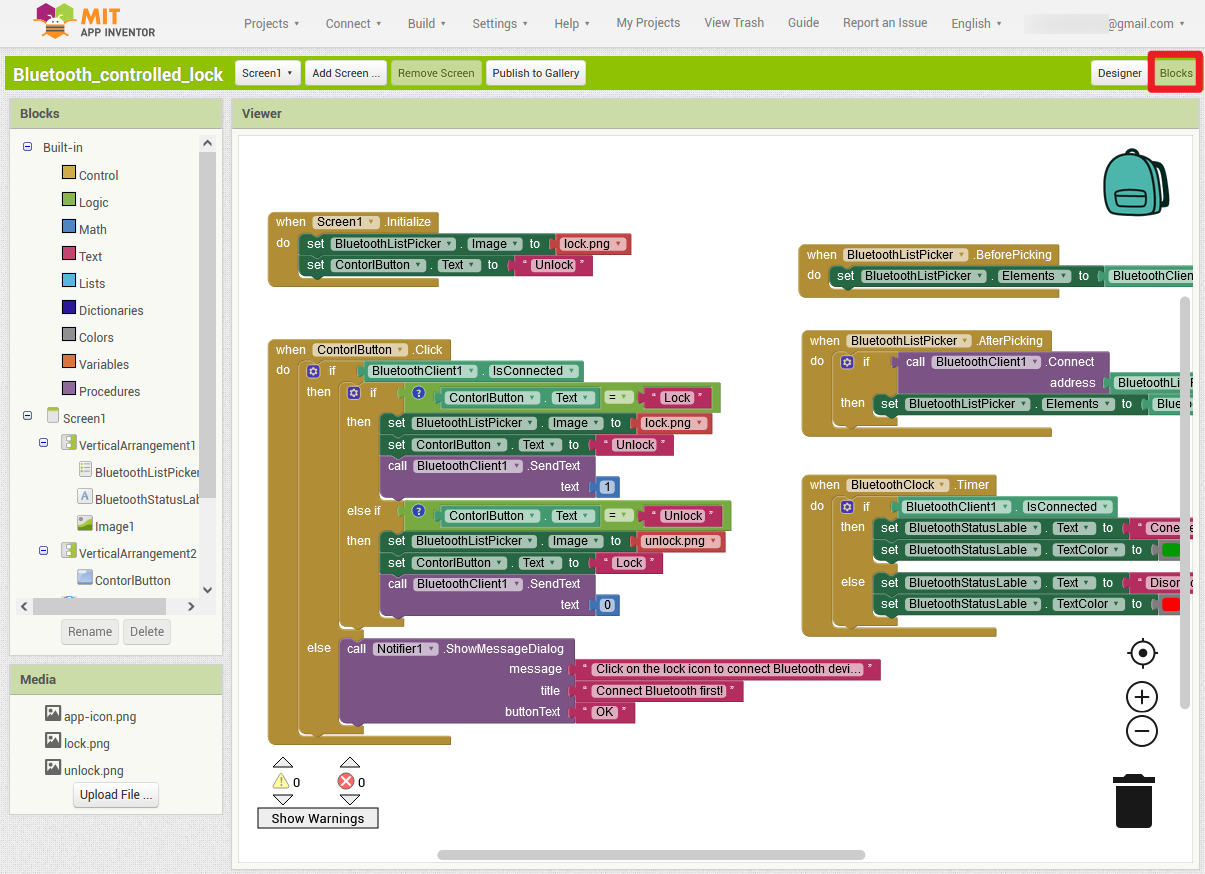 MIT
APP INVENTOR
Projects Connect Build Settings Help My Projects View Trash Guide Report an Issue English @gmail.com
Bluetooth_controlled_lock Screen1 Add Screen ... Remove Screen Publish to Gallery Designer Blocks
Blocks
Built-in
Control
Logic
Math
Text
Lists
Dictionaries
Colors
Variables
Procedures
Screen1
VerticalArrangement1
BluetoothListPicker
BluetoothStatusLab
Image1
VerticalArrangement2
ContorlButton
Rename Delete
Media
app-icon.png
lock.png
unlock.png
Upload File ...
Viewer
when Screen1 .Initialize
do set BluetoothListPicker . Image to lock.png
set ContorlButton . Text to “ Unlock ”
when ContorlButton .Click
do if BluetoothClient1 . IsConnected
then if ContorlButton . Text = “ Lock ”
then set BluetoothListPicker . Image to lock.png
set ContorlButton . Text to “ Unlock ”
call BluetoothClient1 .SendText
text 1
else if ContorlButton . Text = “ Unlock ”
then set BluetoothListPicker . Image to unlock.png
set ContorlButton . Text to “ Lock ”
call BluetoothClient1 .SendText
text 0
else call Notifier1 .ShowMessageDialog
message “ Click on the lock icon to connect Bluetooth devi... ”
title “ Connect Bluetooth first! ”
buttonText “ OK ”
when BluetoothListPicker .BeforePicking
do set BluetoothListPicker . Elements to BluetoothClien
when BluetoothListPicker .AfterPicking
do if call BluetoothClient1 .Connect
address BluetoothListP
then set BluetoothListPicker . Elements to Blueto
when BluetoothClock .Timer
do if BluetoothClient1 . IsConnected
then set BluetoothStatusLable . Text to “ Cone
set BluetoothStatusLable . TextColor to
else set BluetoothStatusLable . Text to “
set BluetoothStatusLable . TextColor to
0 0
Show Warnings